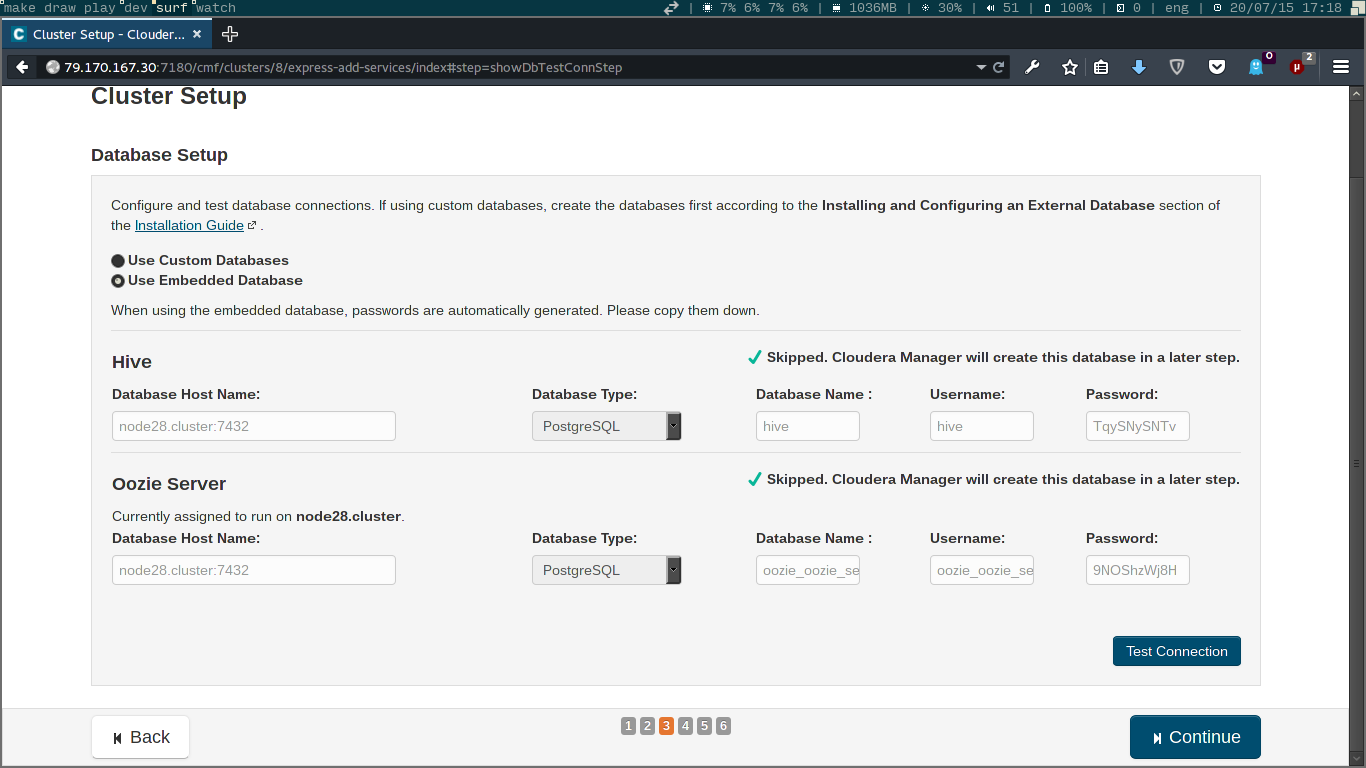 make draw play dev surf watch | 7% 6% 7% 6% | 1036MB | 30% | 51 | 100% | 0 | eng | 20/07/15 17:18
Cluster Setup - Clouder...
79.170.167.30:7180/cmf/clusters/8/express-add-services/index#step=showDbTestConnStep 0 2
Cluster Setup
Database Setup
Configure and test database connections. If using custom databases, create the databases first according to the Installing and Configuring an External Database section of
the Installation Guide .
Use Custom Databases
Use Embedded Database
When using the embedded database, passwords are automatically generated. Please copy them down.
Hive
Skipped. Cloudera Manager will create this database in a later step.
Database Host Name: Database Type: Database Name : Username: Password:
node28.cluster:7432 PostgreSQL hive hive TqySNySNTv
Oozie Server
Skipped. Cloudera Manager will create this database in a later step.
Currently assigned to run on node28.cluster.
Database Host Name: Database Type: Database Name : Username: Password:
node28.cluster:7432 PostgreSQL oozie_oozie_se oozie_oozie_se 9NOShzWj8H
Test Connection
Back 1 2 3 4 5 6 Continue